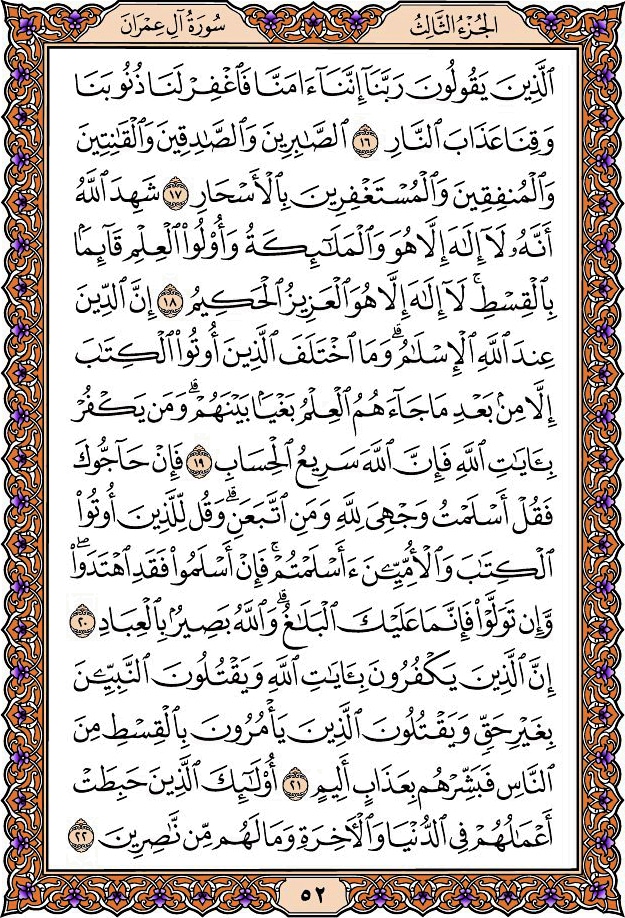 الجُزْءُ الثَّالِثُ
سُورَةُ آلِ عِمْرَانَ
ٱلَّذِينَ يَقُولُونَ رَبَّنَآ إِنَّنَآ ءَامَنَّا فَٱغْفِرْ لَنَا ذُنُوبَنَا
وَقِنَا عَذَابَ ٱلنَّارِ ١٦ ٱلصَّٰبِرِينَ وَٱلصَّٰدِقِينَ وَٱلْقَٰنِتِينَ
وَٱلْمُنفِقِينَ وَٱلْمُسْتَغْفِرِينَ بِٱلْأَسْحَارِ ١٧ شَهِدَ ٱللَّهُ
أَنَّهُۥ لَآ إِلَٰهَ إِلَّا هُوَ وَٱلْمَلَٰٓئِكَةُ وَأُو۟لُوا۟ ٱلْعِلْمِ قَآئِمًۢا
بِٱلْقِسْطِ ۚ لَآ إِلَٰهَ إِلَّا هُوَ ٱلْعَزِيزُ ٱلْحَكِيمُ ١٨ إِنَّ ٱلدِّينَ
عِندَ ٱللَّهِ ٱلْإِسْلَٰمُ ۗ وَمَا ٱخْتَلَفَ ٱلَّذِينَ أُوتُوا۟ ٱلْكِتَٰبَ
إِلَّا مِنۢ بَعْدِ مَا جَآءَهُمُ ٱلْعِلْمُ بَغْيًۢا بَيْنَهُمْ ۗ وَمَن يَكْفُرْ
بِـَٔايَٰتِ ٱللَّهِ فَإِنَّ ٱللَّهَ سَرِيعُ ٱلْحِسَابِ ١٩ فَإِنْ حَآجُّوكَ
فَقُلْ أَسْلَمْتُ وَجْهِىَ لِلَّهِ وَمَنِ ٱتَّبَعَنِ ۗ وَقُل لِّلَّذِينَ أُوتُوا۟
ٱلْكِتَٰبَ وَٱلْأُمِّيِّـۧنَ ءَأَسْلَمْتُمْ ۚ فَإِنْ أَسْلَمُوا۟ فَقَدِ ٱهْتَدَوا۟ ۖ
وَّإِن تَوَلَّوْا۟ فَإِنَّمَا عَلَيْكَ ٱلْبَلَٰغُ ۗ وَٱللَّهُ بَصِيرٌۢ بِٱلْعِبَادِ ٢٠
إِنَّ ٱلَّذِينَ يَكْفُرُونَ بِـَٔايَٰتِ ٱللَّهِ وَيَقْتُلُونَ ٱلنَّبِيِّـۧنَ
بِغَيْرِ حَقٍّ وَيَقْتُلُونَ ٱلَّذِينَ يَأْمُرُونَ بِٱلْقِسْطِ مِنَ
ٱلنَّاسِ فَبَشِّرْهُم بِعَذَابٍ أَلِيمٍ ٢١ أُو۟لَٰٓئِكَ ٱلَّذِينَ حَبِطَتْ
أَعْمَٰلُهُمْ فِى ٱلدُّنْيَا وَٱلْءَاخِرَةِ وَمَا لَهُم مِّن نَّٰصِرِينَ ٢٢
٥٢